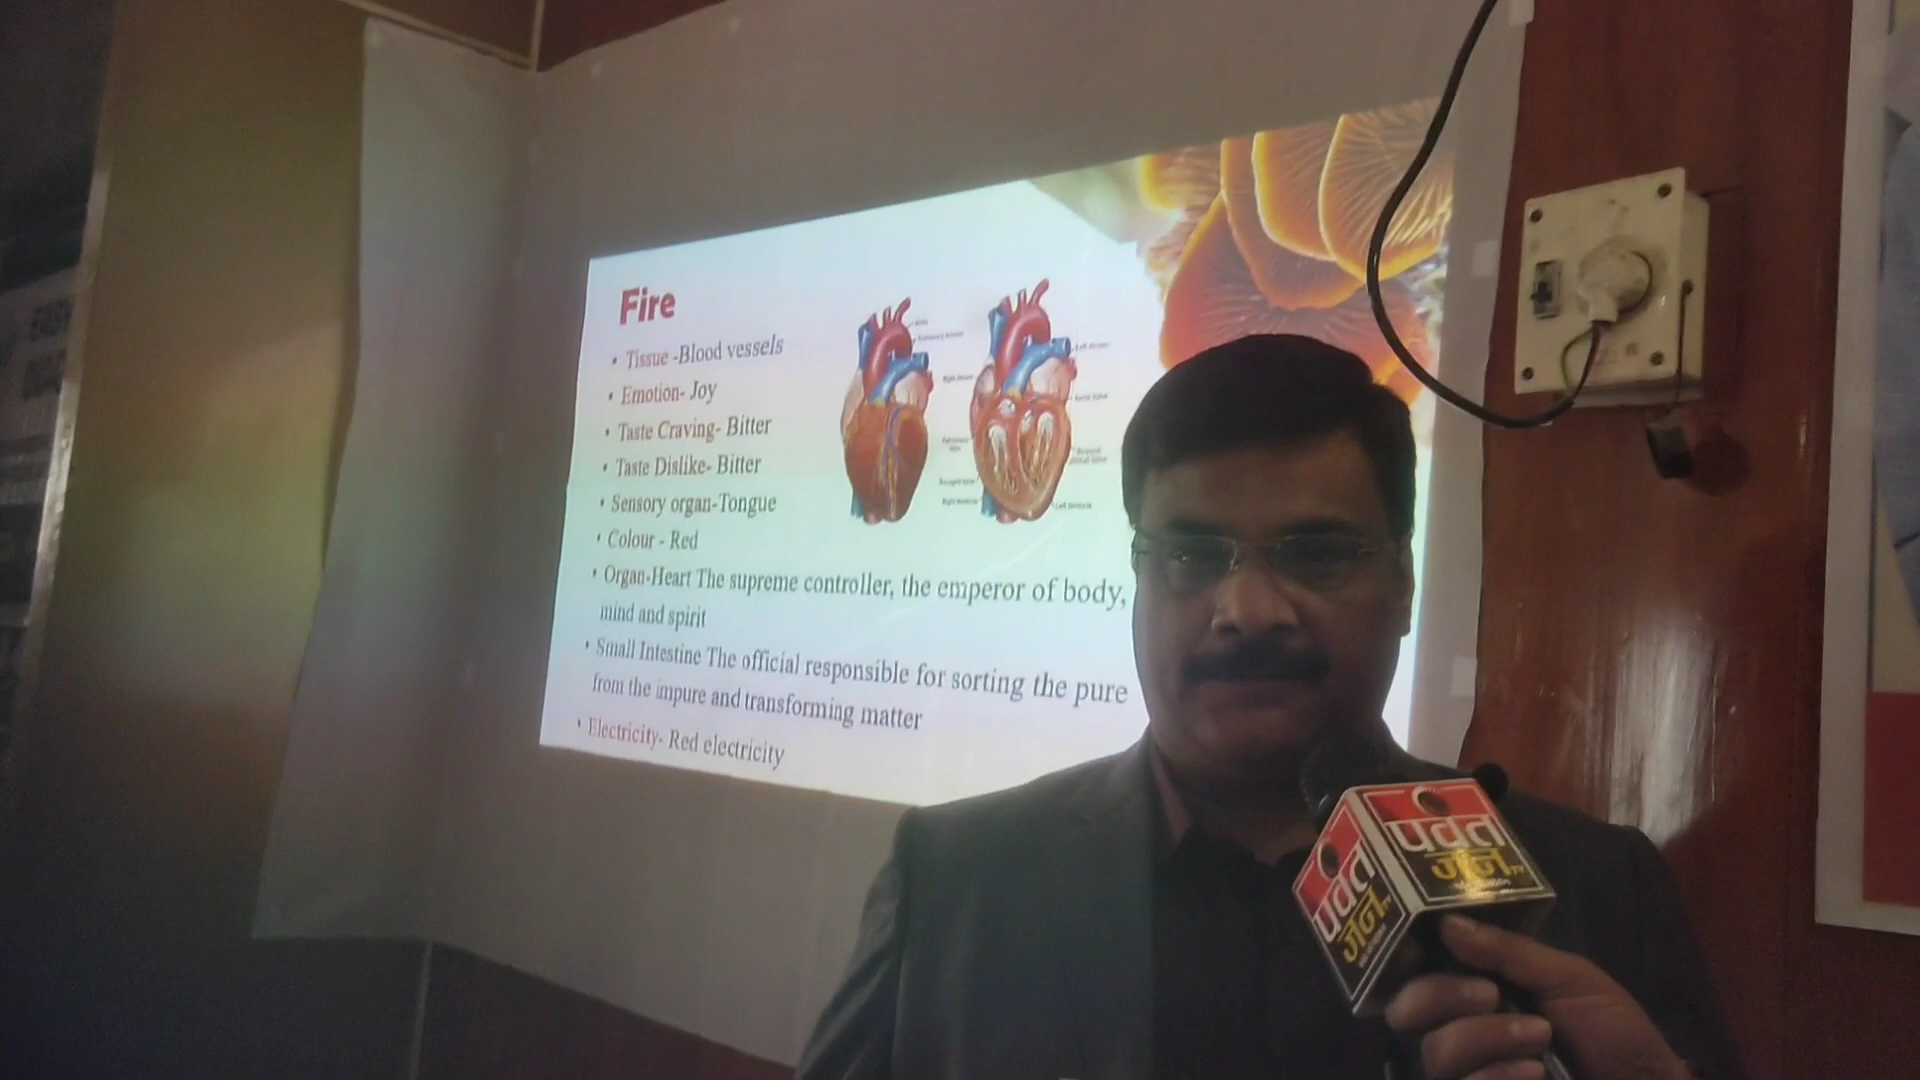 Fire
• Tissue -Blood vessels
• Emotion- Joy
• Taste Craving- Bitter
• Taste Dislike- Bitter
• Sensory organ-Tongue
• Colour - Red
• Organ-Heart The supreme controller, the emperor of body,
mind and spirit
• Small Intestine The official responsible for sorting the pure
from the impure and transforming matter
• Electricity- Red electricity
पर्वत
जन
पर्वत
जन